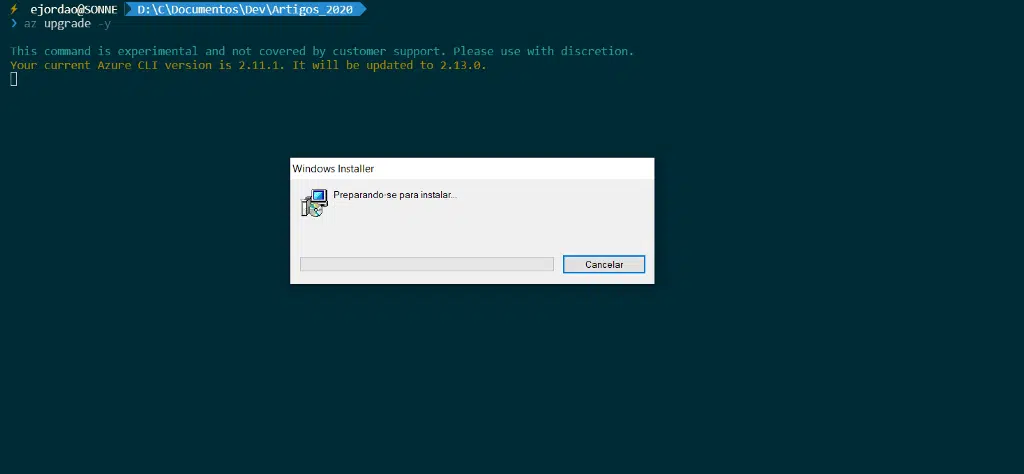 ⚡ ejordao@SONNE D:\C\Documentos\Dev\Artigos_2020
❯ az upgrade -y
This command is experimental and not covered by customer support. Please use with discretion.
Your current Azure CLI version is 2.11.1. It will be updated to 2.13.0.
Windows Installer
Preparando-se para instalar...
Cancelar